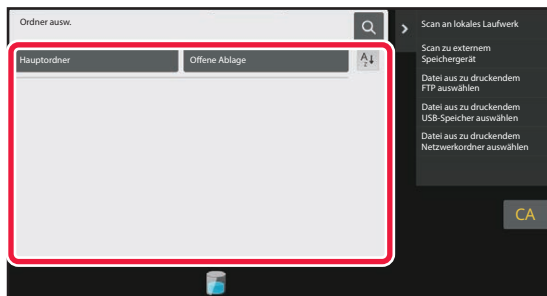 Ordner ausw.
Hauptordner
Offene Ablage
A
Z
Scan an lokales Laufwerk
Scan zu externem
Speichergerät
Datei aus zu druckendem
FTP auswählen
Datei aus zu druckendem
USB-Speicher auswählen
Datei aus zu druckendem
Netzwerkordner auswählen
CA